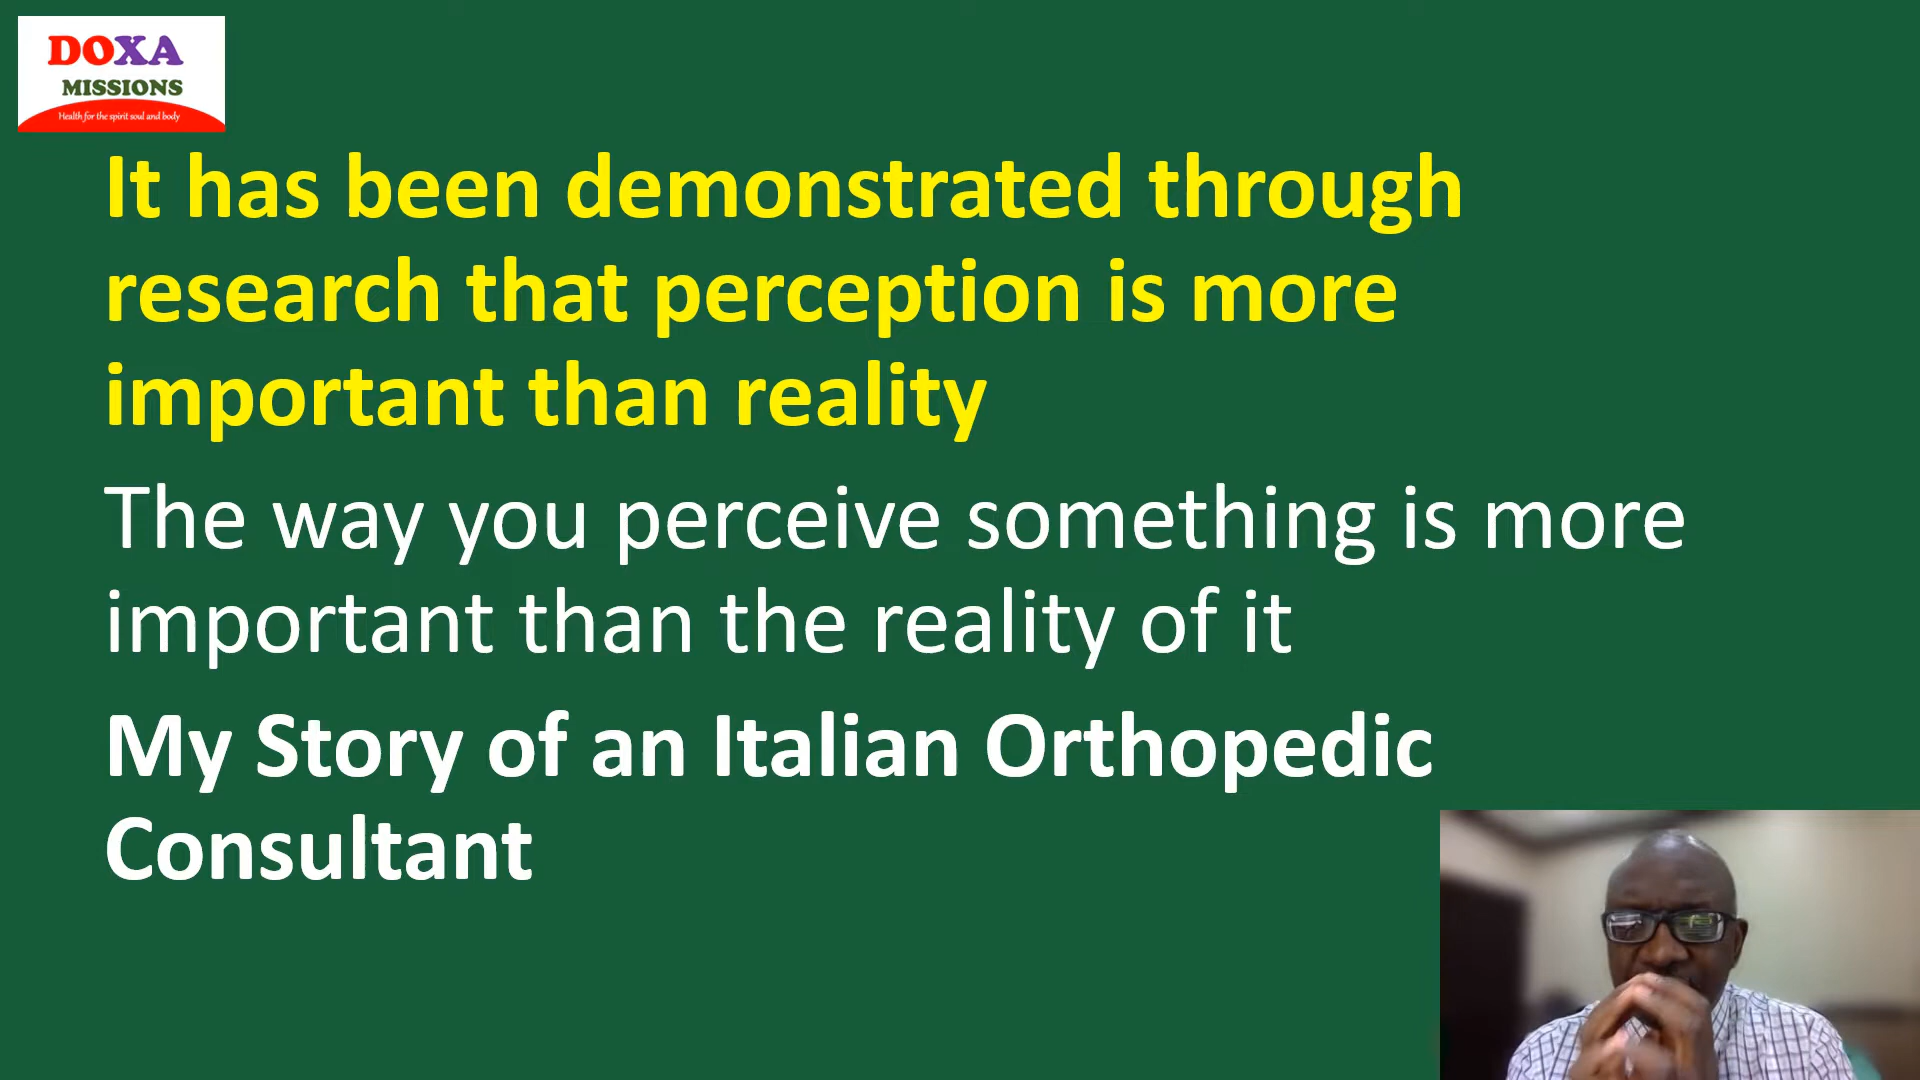 DOXA
MISSIONS
Health for the spirit soul and body
It has been demonstrated through
research that perception is more
important than reality
The way you perceive something is more
important than the reality of it
My Story of an Italian Orthopedic
Consultant